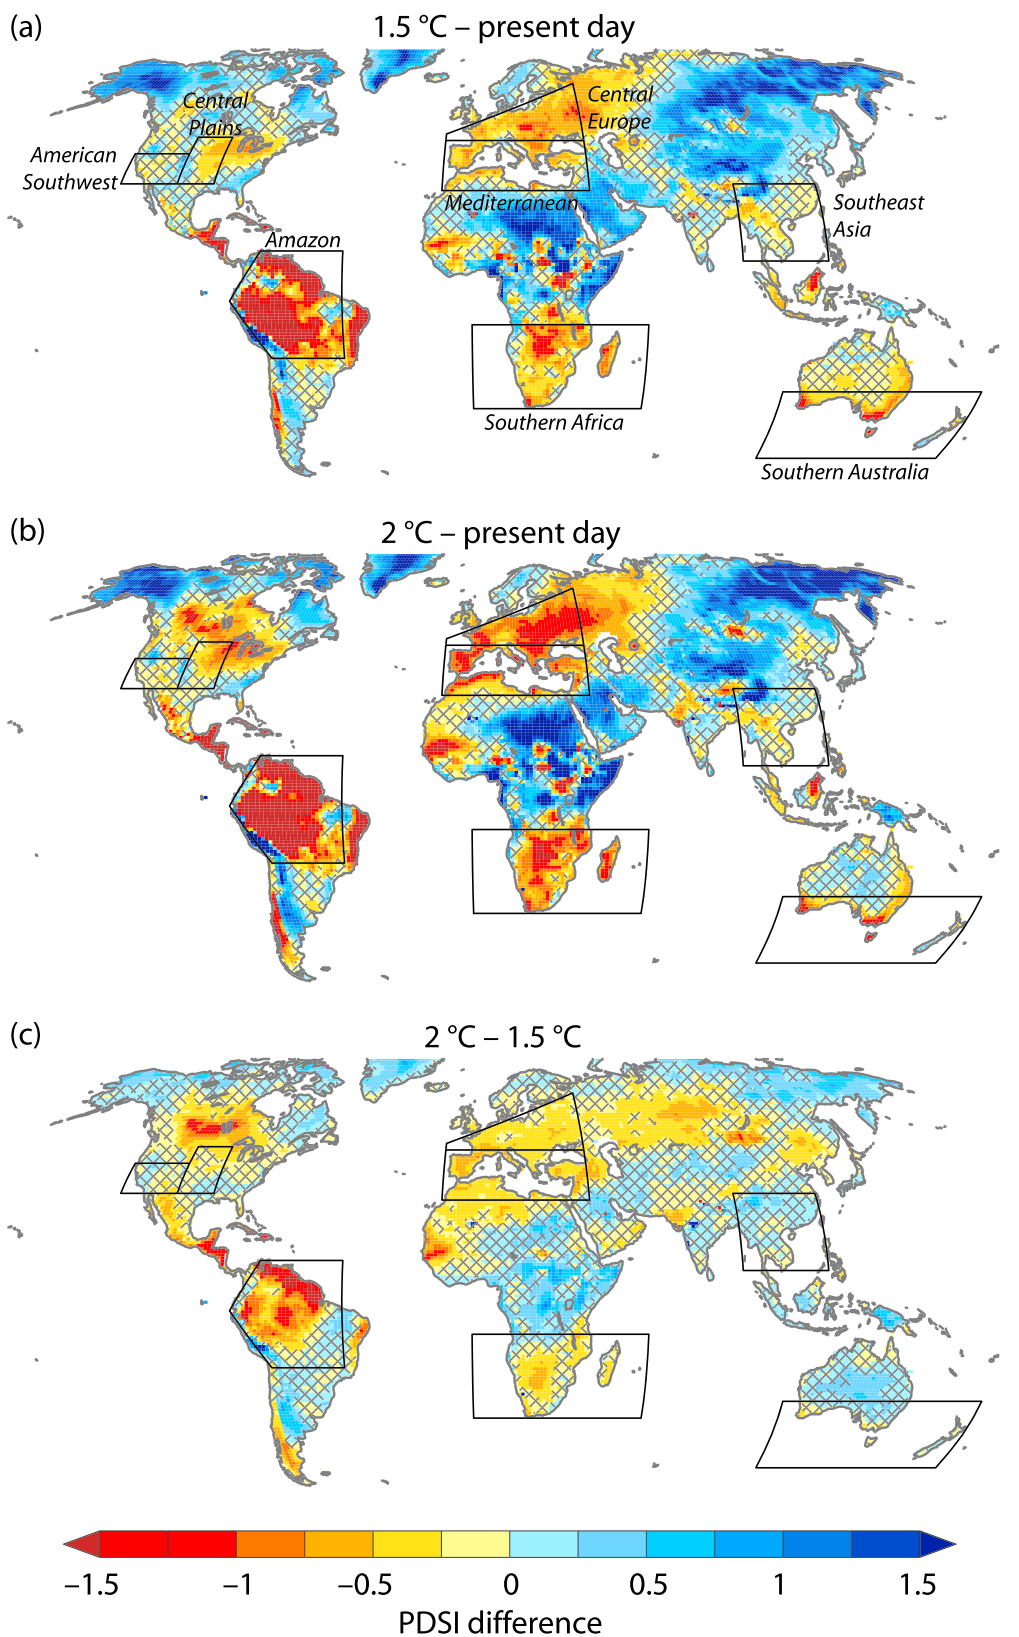 (a)
1.5 °C – present day
Central
Plains
American
Southwest
Central
Europe
Mediterranean
Southeast
Asia
Amazon
Southern Africa
Southern Australia
(b)
2 °C – present day
(c)
2 °C – 1.5 °C
–1.5 –1 –0.5 0 0.5 1 1.5
PDSI difference